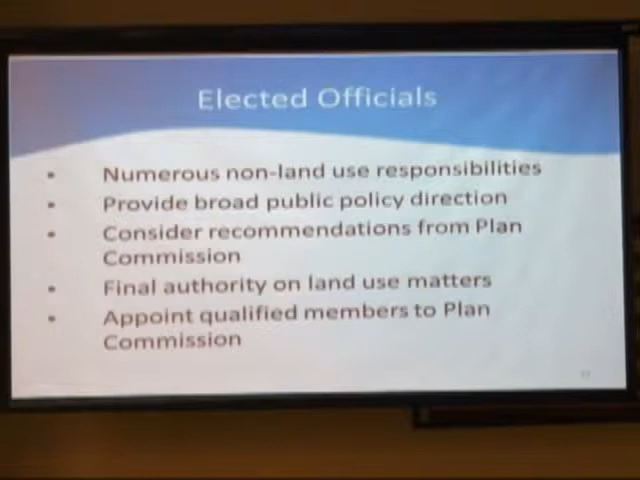 Elected Officials
• Numerous non-land use responsibilities
• Provide broad public policy direction
• Consider recommendations from Plan
Commission
• Final authority on land use matters
• Appoint qualified members to Plan
Commission